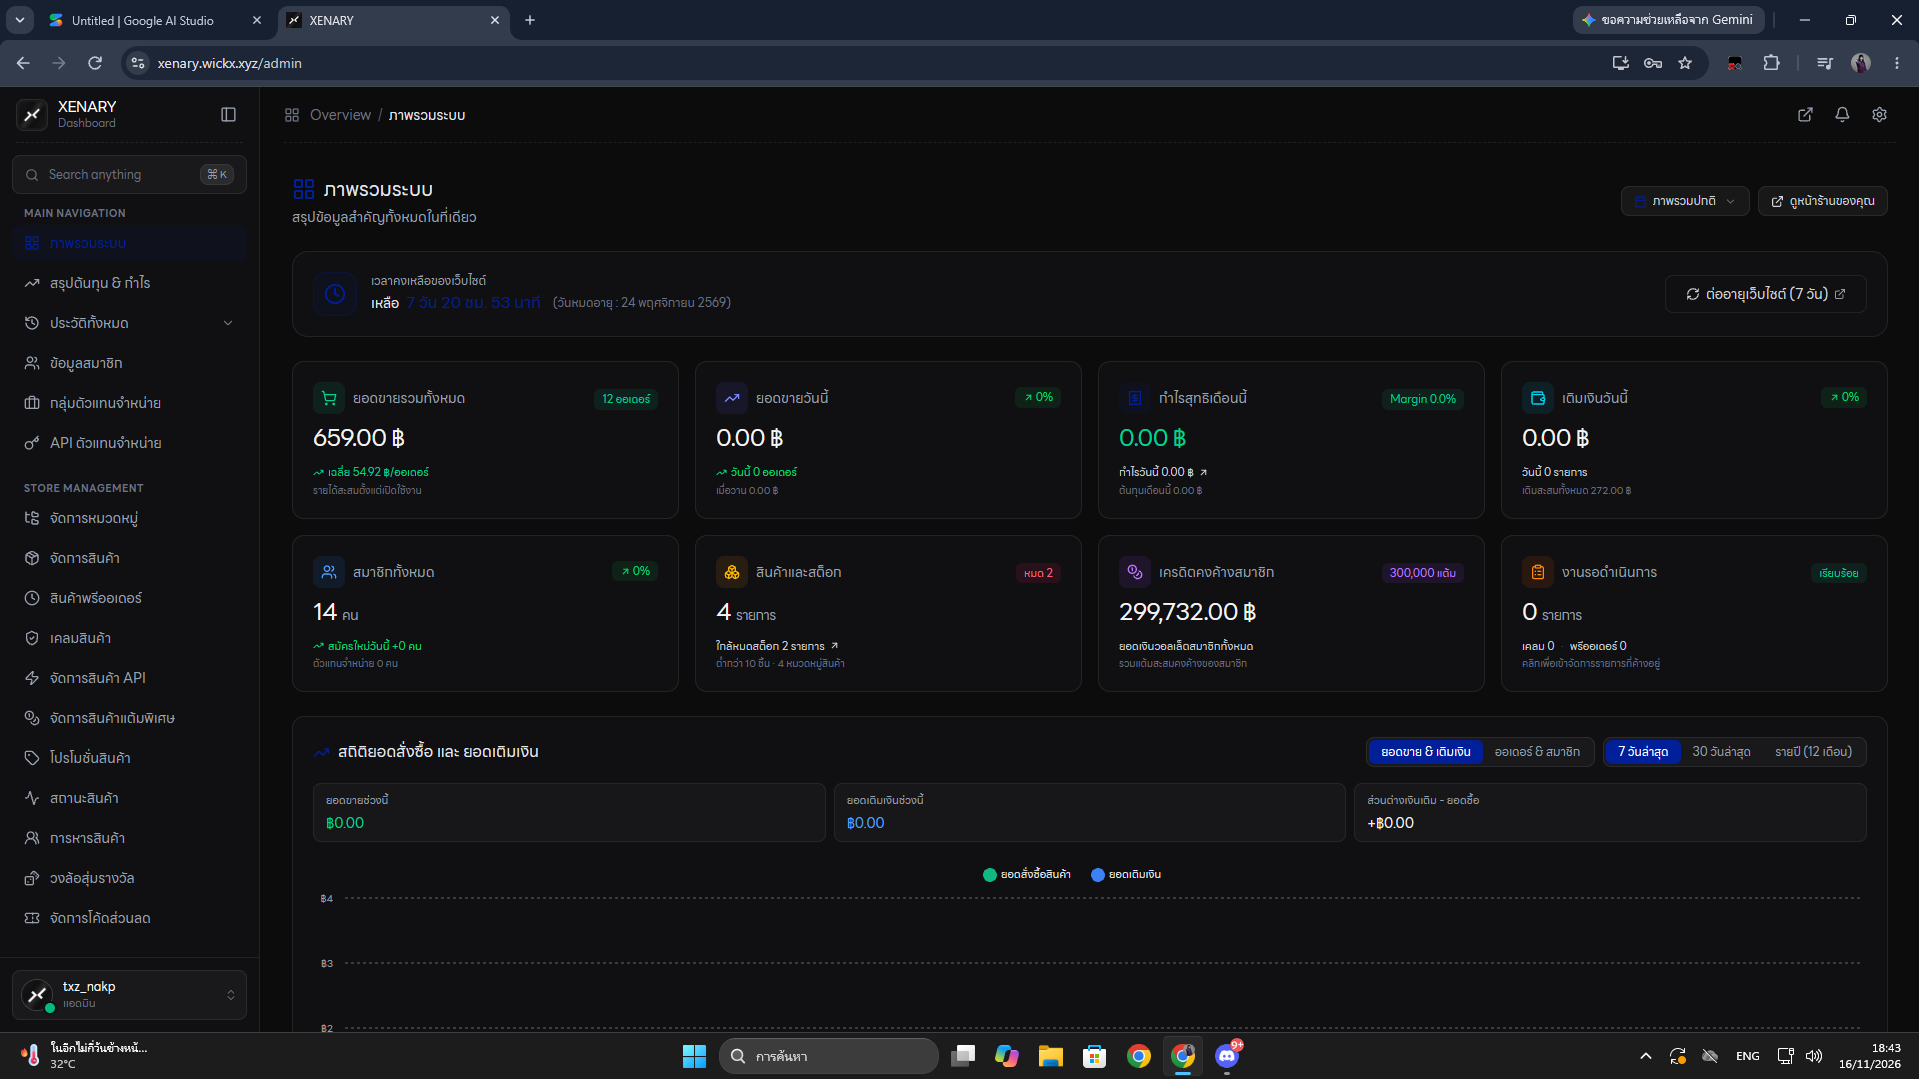 Untitled | Google AI Studio
XENARY
ขอความช่วยเหลือจาก Gemini
xenary.wickx.xyz/admin
XENARY
Dashboard
Search anything
⌘ K
MAIN NAVIGATION
ภาพรวมระบบ
สรุปต้นทุน & กำไร
ประวัติทั้งหมด
ข้อมูลสมาชิก
กลุ่มตัวแทนจำหน่าย
API ตัวแทนจำหน่าย
STORE MANAGEMENT
จัดการหมวดหมู่
จัดการสินค้า
สินค้าพรีออเดอร์
เคลมสินค้า
จัดการสินค้า API
จัดการสินค้าแต้มพิเศษ
โปรโมชั่นสินค้า
สถานะสินค้า
การหารสินค้า
วงล้อสุ่มรางวัล
จัดการโค้ดส่วนลด
txz_nakp
แอดมิน
Overview / ภาพรวมระบบ
ภาพรวมระบบ
สรุปข้อมูลสำคัญทั้งหมดในที่เดียว
ภาพรวมปกติ
ดูหน้าร้านของคุณ
เวลาคงเหลือของเว็บไซต์
เหลือ 7 วัน 20 ชม. 53 นาที (วันหมดอายุ : 24 พฤศจิกายน 2569)
ต่ออายุเว็บไซต์ (7 วัน)
ยอดขายรวมทั้งหมด
12 ออเดอร์
659.00 ฿
เฉลี่ย 54.92 ฿/ออเดอร์
รายได้สะสมตั้งแต่เปิดใช้งาน
ยอดขายวันนี้
0%
0.00 ฿
วันนี้ 0 ออเดอร์
เมื่อวาน 0.00 ฿
กำไรสุทธิเดือนนี้
Margin 0.0%
0.00 ฿
กำไรวันนี้ 0.00 ฿
ต้นทุนเดือนนี้ 0.00 ฿
เติมเงินวันนี้
0%
0.00 ฿
วันนี้ 0 รายการ
เติมสะสมทั้งหมด 272.00 ฿
สมาชิกทั้งหมด
0%
14 คน
สมัครใหม่วันนี้ +0 คน
ตัวแทนจำหน่าย 0 คน
สินค้าและสต็อก
หมด 2
4 รายการ
ใกล้หมดสต็อก 2 รายการ
ต่ำกว่า 10 ชิ้น · 4 หมวดหมู่สินค้า
เครดิตคงค้างสมาชิก
300,000 แต้ม
299,732.00 ฿
ยอดเงินวอลเล็ตสมาชิกทั้งหมด
รวมแต้มสะสมคงค้างของสมาชิก
งานรอดำเนินการ
เรียบร้อย
0 รายการ
เคลม 0 · พรีออเดอร์ 0
คลิกเพื่อเข้าจัดการรายการที่ค้างอยู่
สถิติยอดสั่งซื้อ และ ยอดเติมเงิน
ยอดขาย & เติมเงิน
ออเดอร์ & สมาชิก
7 วันล่าสุด
30 วันล่าสุด
รายปี (12 เดือน)
ยอดขายช่วงนี้
฿0.00
ยอดเติมเงินช่วงนี้
฿0.00
ส่วนต่างเงินเติม - ยอดซื้อ
+฿0.00
ยอดสั่งซื้อสินค้า
ยอดเติมเงิน
฿4
฿3
฿2
ในอีกไม่กี่วันข้างหน้...
32°C
การค้นหา
9+
ENG
18:43
16/11/2026